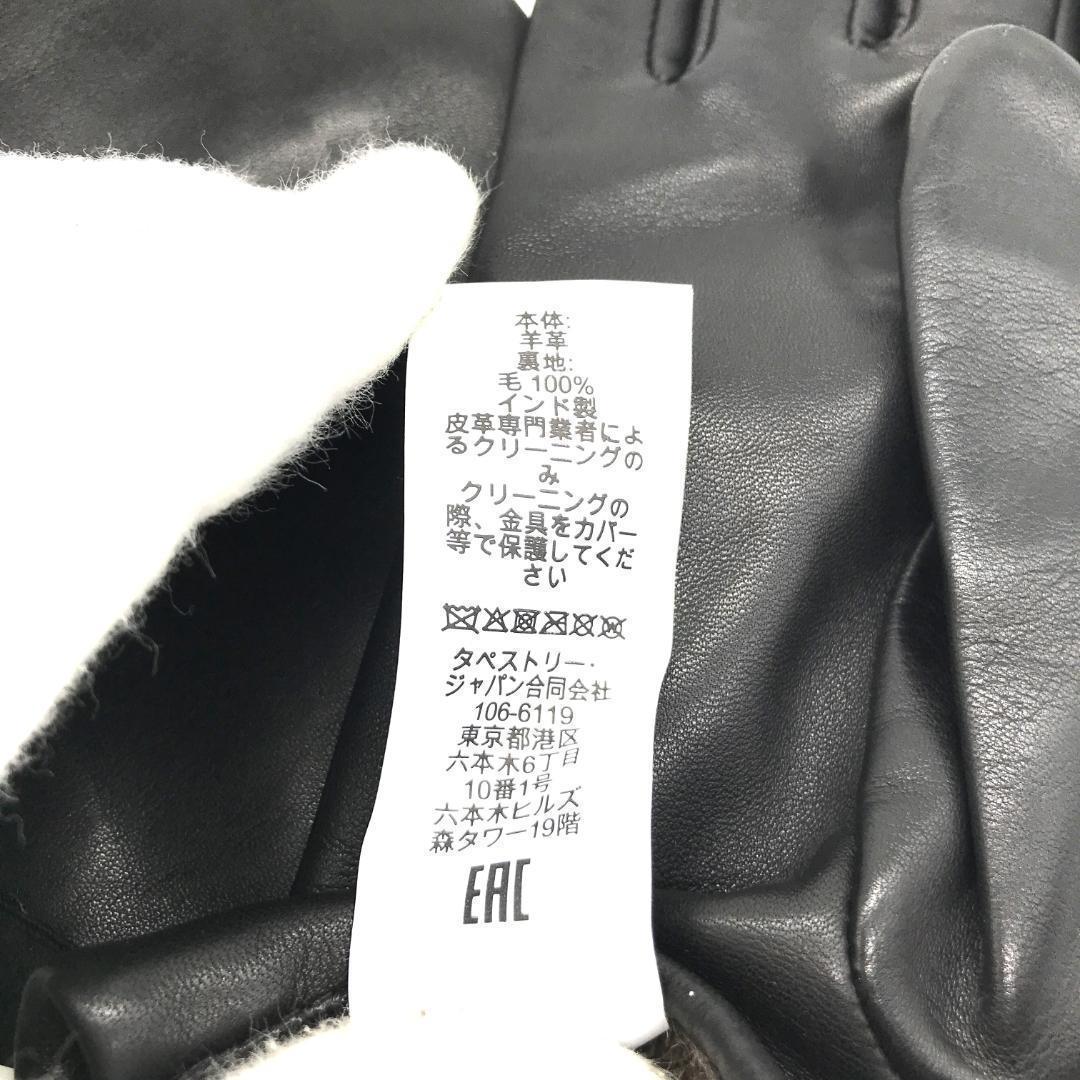 本体:
羊革
裏地:
毛 100%
インド製
皮革専門業者によ
るクリーニングの
み
クリーニングの
際、金具をカバー
等で保護してくだ
さい
タペストリー・
ジャパン合同会社
106-6119
東京都港区
六本木6丁目
10番1号
六本木ヒルズ
森タワー19階
EAC